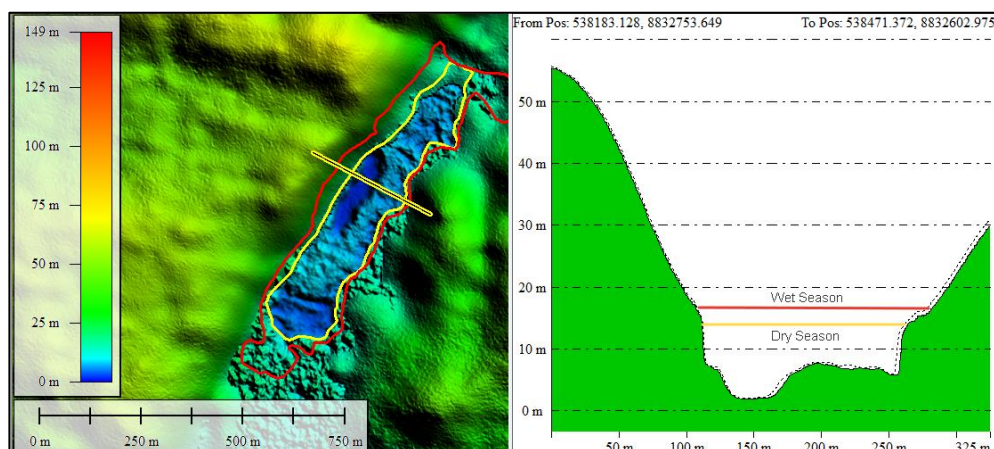 149 m
125 m
100 m
75 m
50 m
25 m
0 m
0 m 250 m 500 m 750 m
From Pos: 538183.128, 8832753.649 To Pos: 538471.372, 8832602.975
50 m
40 m
30 m
20 m
Wet Season
Dry Season
10 m
0 m
50 m 100 m 150 m 200 m 250 m 325 m